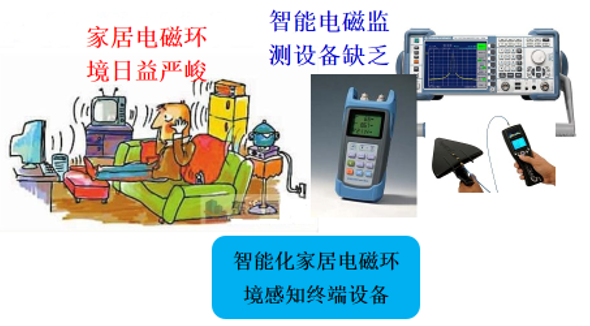 家居电磁环
境日益严峻
智能电磁监
测设备缺乏
智能化家居电磁环
境感知终端设备